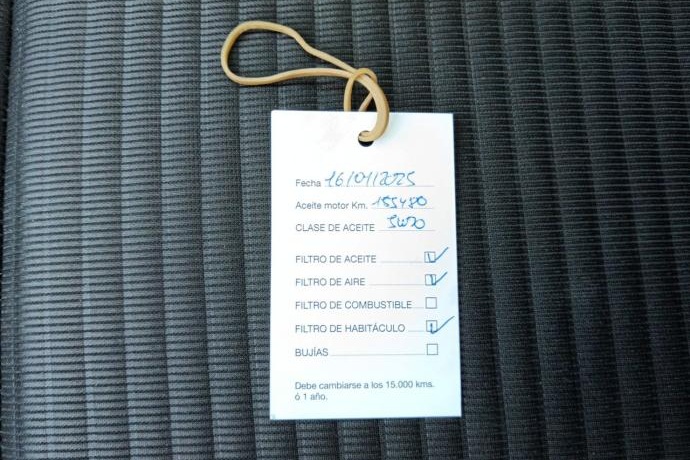 Fecha 16/01/2025
Aceite motor Km. 155480
CLASE DE ACEITE 5W20
FILTRO DE ACEITE
FILTRO DE AIRE
FILTRO DE COMBUSTIBLE
FILTRO DE HABITÁCULO
BUJÍAS
Debe cambiarse a los 15.000 kms.
ó 1 año.